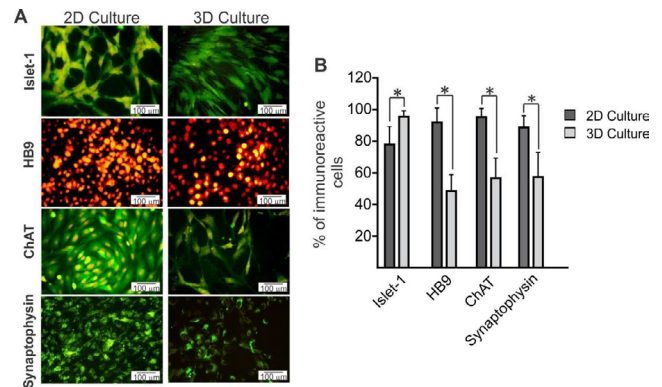 A
2D Culture 3D Culture
Islet-1
100 µm 100 µm
HB9
100 µm 100 µm
ChAT
100 µm 100 µm
Synaptophysin
100 µm 100 µm
B
% of immunoreactive
cells
120
100
80
60
40
20
* * * *
2D Culture
3D Culture
Islet-1
HB9
ChAT
Synaptophysin